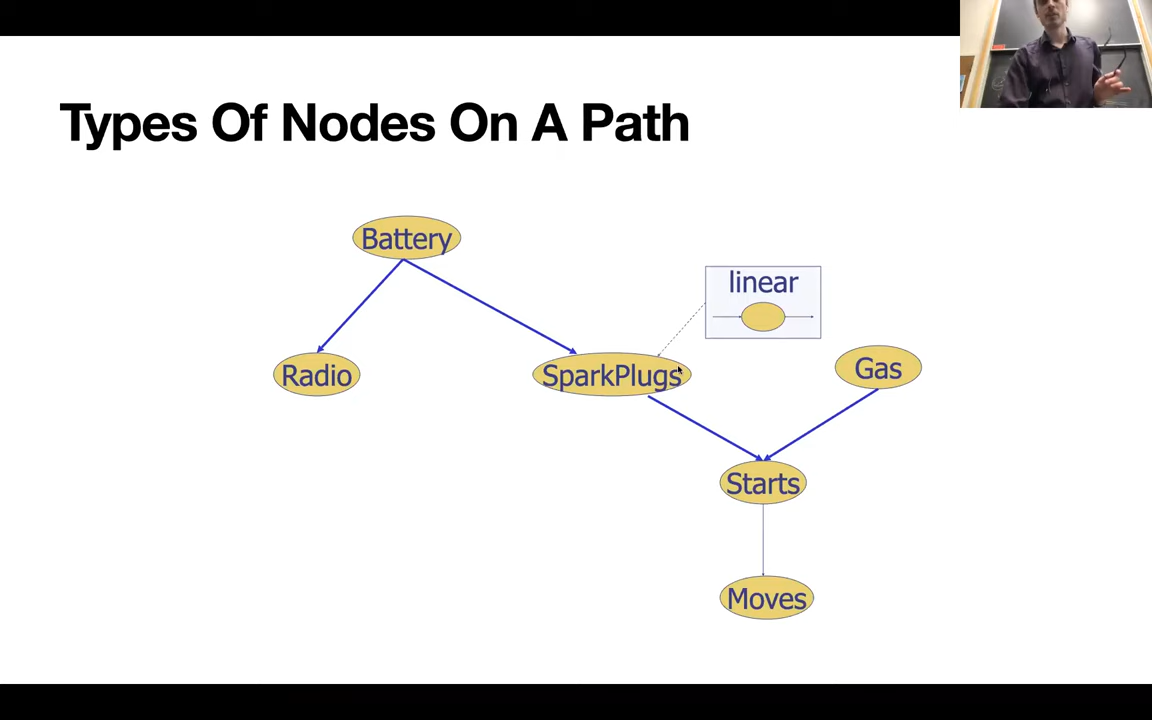 Types Of Nodes On A Path
Battery
linear
Radio
SparkPlugs
Gas
Starts
Moves